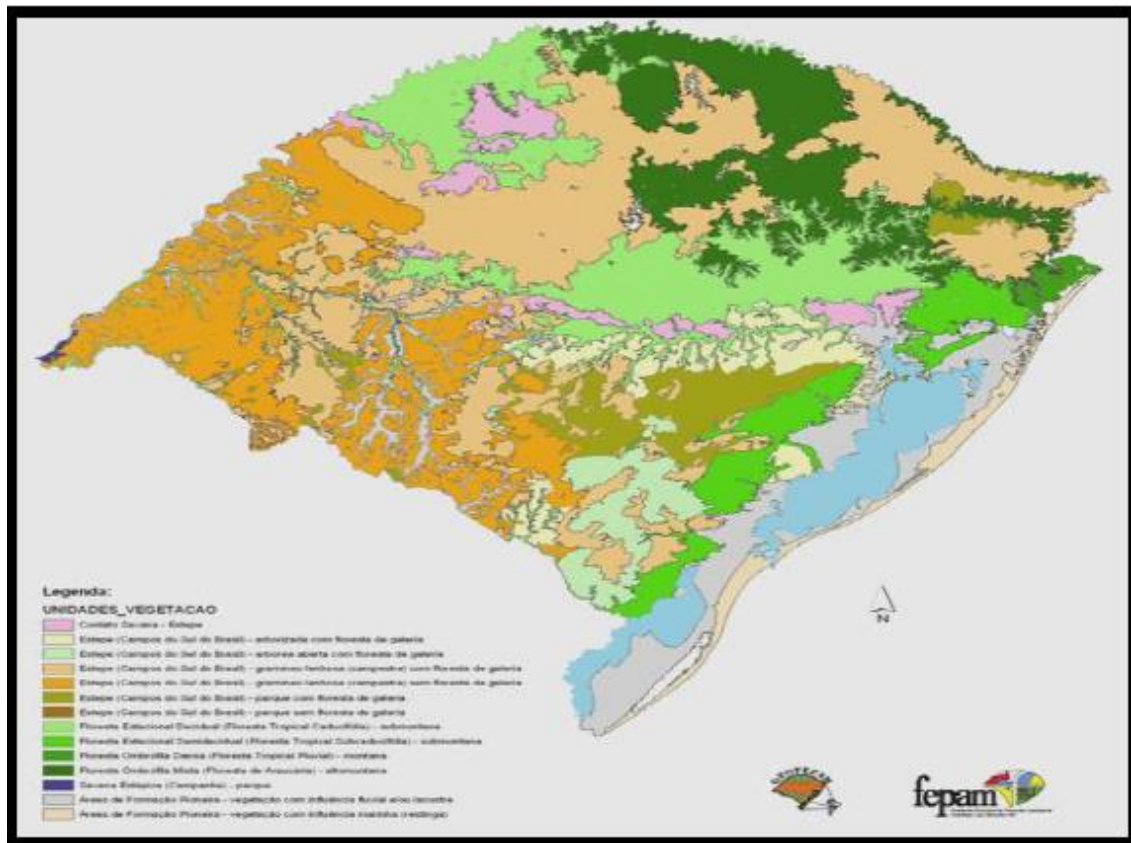 N
Legenda:
UNIDADES_VEGETACAO
Contato Savana - Estepe
Estepe (Campos do Sul do Brasil) - arborizada com floresta de galeria
Estepe (Campos do Sul do Brasil) - arborea aberta com floresta de galeria
Estepe (Campos do Sul do Brasil) - gramineo lenhosa (campestre) com floresta de galeria
Estepe (Campos do Sul do Brasil) - gramineo lenhosa (campestre) sem floresta de galeria
Estepe (Campos do Sul do Brasil) - parque com floresta de galeria
Estepe (Campos do Sul do Brasil) - parque sem floresta de galeria
Floresta Estacional Decidual (Floresta Tropical Caducifólia) - submontana
Floresta Estacional Semidecidual (Floresta Tropical Subcaducifólia) - submontana
Floresta Ombrófila Densa (Floresta Tropical Pluvial) - montana
Floresta Ombrófila Mista (Floresta de Araucária) - altomontana
Savana Estépica (Campanha) - parque
Áreas de Formação Pioneira - vegetação com influência fluvial e/ou lacustre
Áreas de Formação Pioneira - vegetação com influência marinha (restinga)
fepam